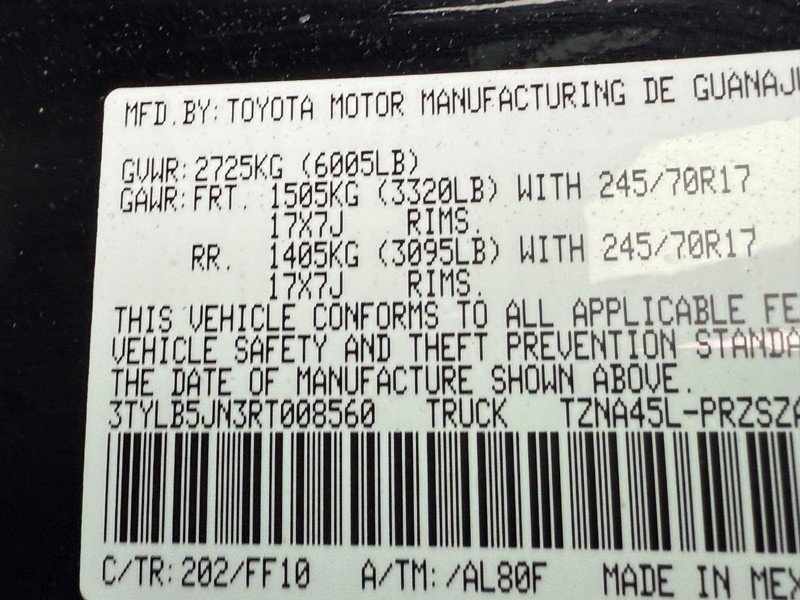 MFD.BY: TOYOTA MOTOR MANUFACTURING DE GUANAJU
GVWR: 2725KG (6005LB)
GAWR: FRT. 1505KG (3320LB) WITH 245/70R17
17X7J RIMS.
RR. 1405KG (3095LB) WITH 245/70R17
17X7J RIMS.
THIS VEHICLE CONFORMS TO ALL APPLICABLE FE
VEHICLE SAFETY AND THEFT PREVENTION STANDA
THE DATE OF MANUFACTURE SHOWN ABOVE.
3TYLB5JN3RT008560 TRUCK TZNA45L-PRZSZA
C/TR: 202/FF10 A/TM: /AL80F MADE IN MEX